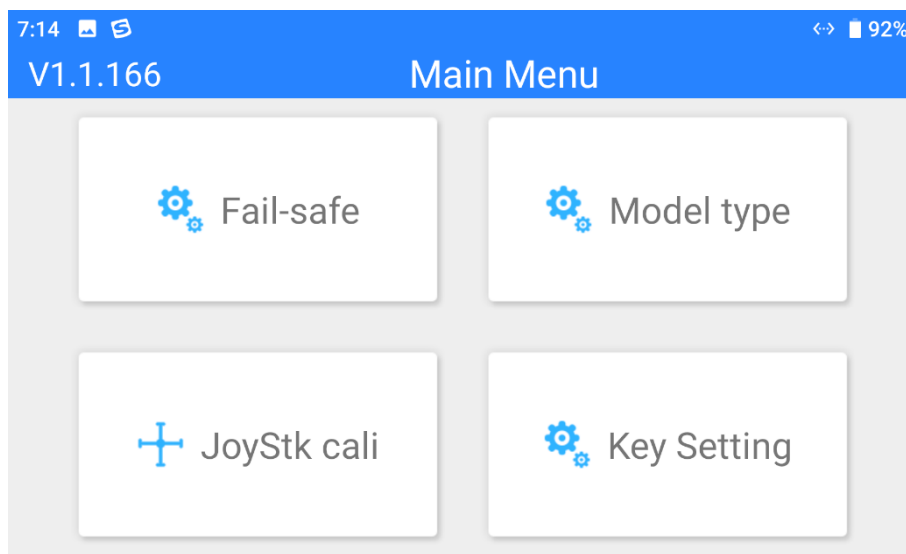 7:14 92%
V1.1.166 Main Menu
Fail-safe Model type
JoyStk cali Key Setting